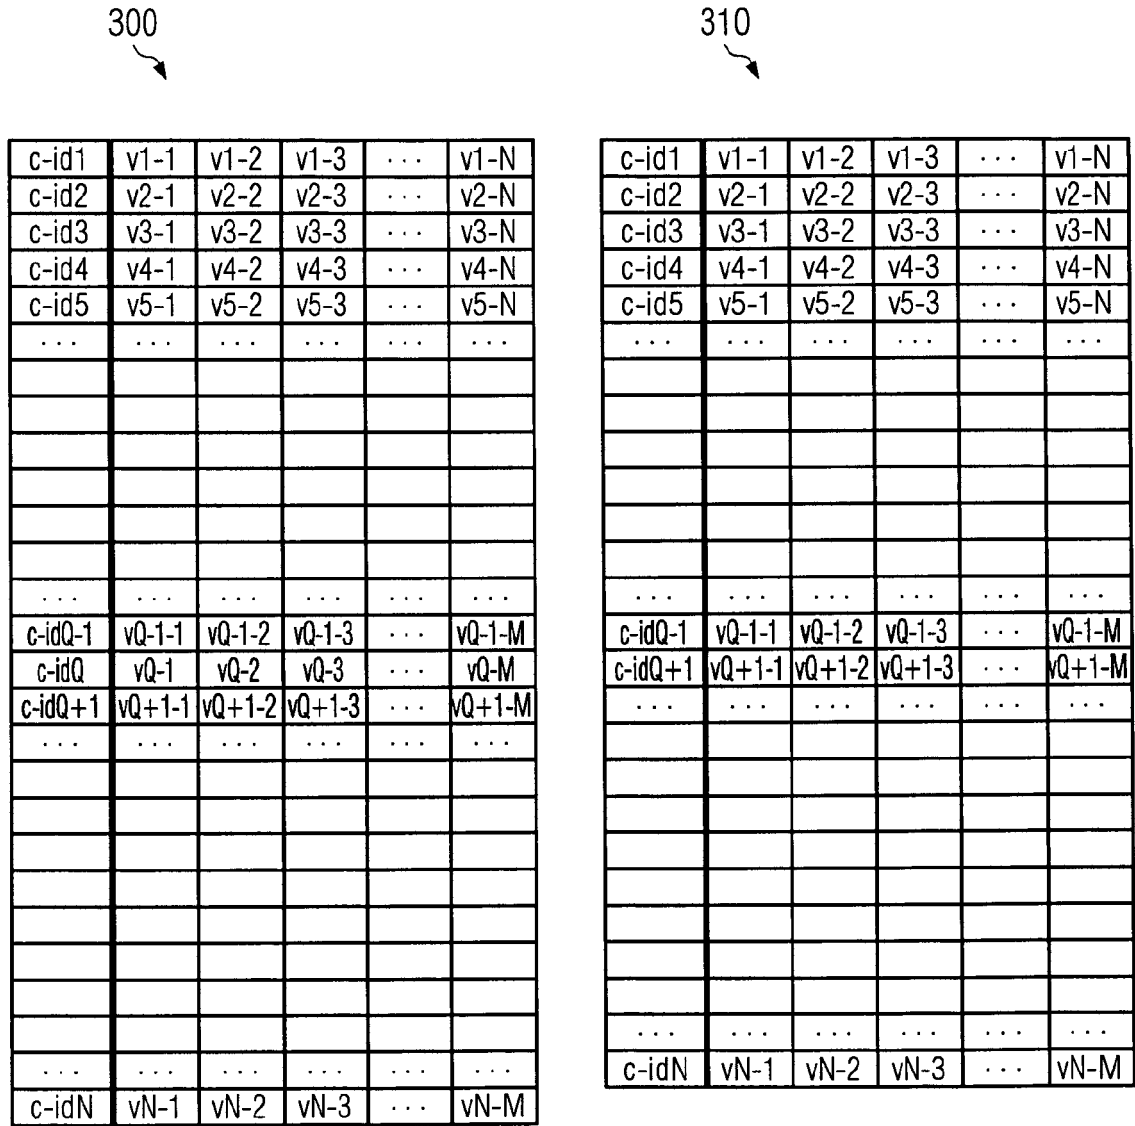 300
c-id1 v1-1 v1-2 v1-3 ... v1-N
c-id2 v2-1 v2-2 v2-3 ... v2-N
c-id3 v3-1 v3-2 v3-3 ... v3-N
c-id4 v4-1 v4-2 v4-3 ... v4-N
c-id5 v5-1 v5-2 v5-3 ... v5-N
... ... ... ... ... ...
... ... ... ... ... ...
c-idQ-1 vQ-1-1 vQ-1-2 vQ-1-3 ... vQ-1-M
c-idQ vQ-1 vQ-2 vQ-3 ... vQ-M
c-idQ+1 vQ+1-1 vQ+1-2 vQ+1-3 ... vQ+1-M
... ... ... ... ... ...
... ... ... ... ... ...
c-idN vN-1 vN-2 vN-3 ... vN-M
310
c-id1 v1-1 v1-2 v1-3 ... v1-N
c-id2 v2-1 v2-2 v2-3 ... v2-N
c-id3 v3-1 v3-2 v3-3 ... v3-N
c-id4 v4-1 v4-2 v4-3 ... v4-N
c-id5 v5-1 v5-2 v5-3 ... v5-N
... ... ... ... ... ...
... ... ... ... ... ...
c-idQ-1 vQ-1-1 vQ-1-2 vQ-1-3 ... vQ-1-M
c-idQ+1 vQ+1-1 vQ+1-2 vQ+1-3 ... vQ+1-M
... ... ... ... ... ...
... ... ... ... ... ...
c-idN vN-1 vN-2 vN-3 ... vN-M